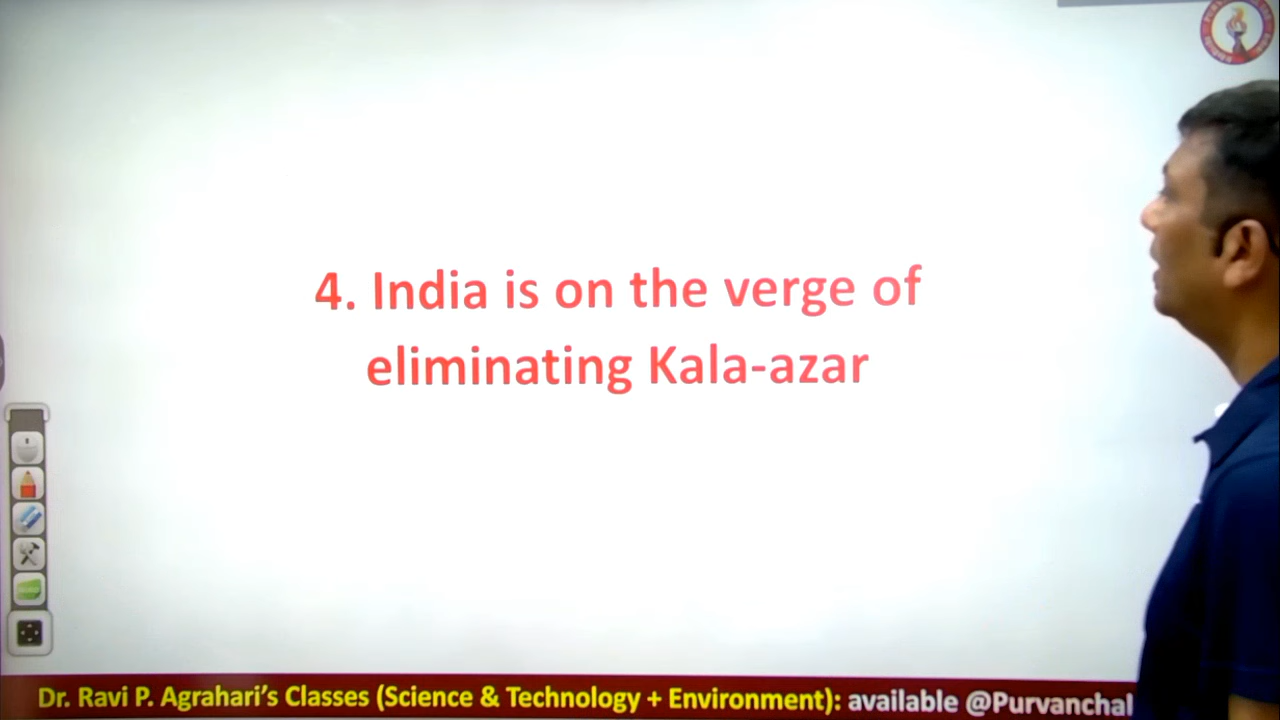 4. India is on the verge of
eliminating Kala-azar
Dr. Ravi P. Agrahari's Classes (Science & Technology + Environment): available @Purvanchal